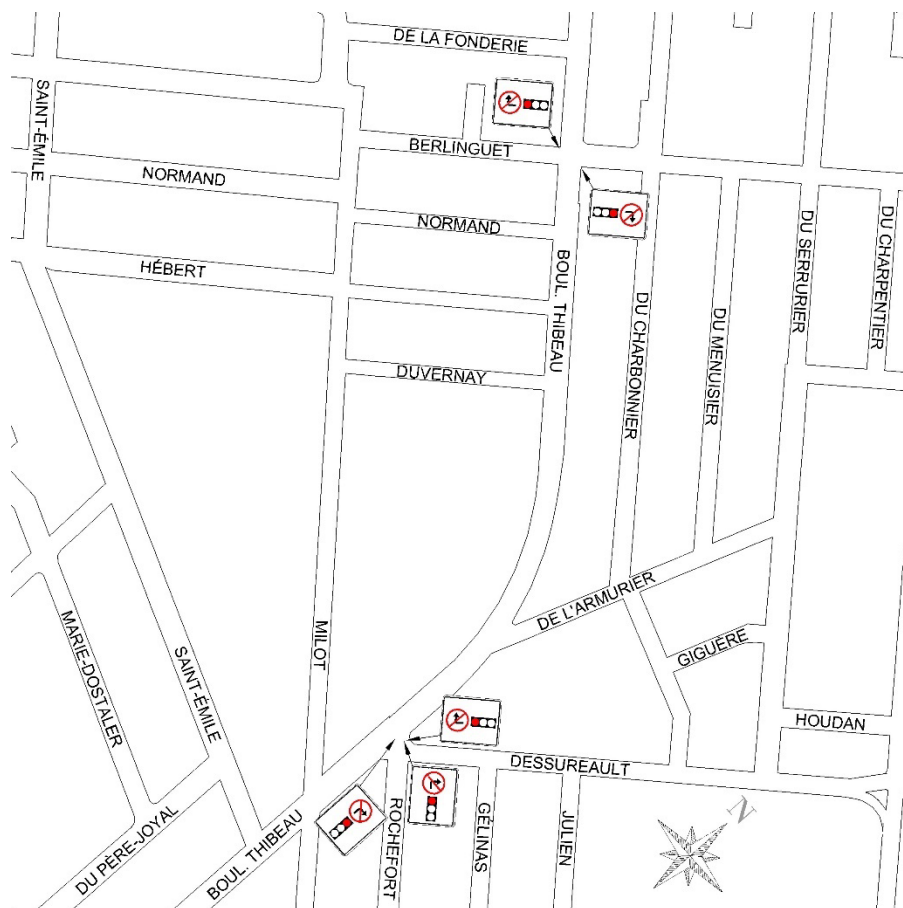 DE LA FONDERIE
SAINT-ÉMILE
BERLINGUET
NORMAND
NORMAND
HÉBERT
BOUL. THIBEAU
DU CHARBONNIER
DU MENUISIER
DU SERRURIER
DU CHARPENTIER
DUVERNAY
DE L'ARMURIER
MARIE-DOSTALER
SAINT-ÉMILE
MILOT
GIGUÈRE
HOUDAN
DESSUREAULT
DU PÈRE-JOYAL
BOUL. THIBEAU
ROCHEFORT
GÉLINAS
JULIEN
N